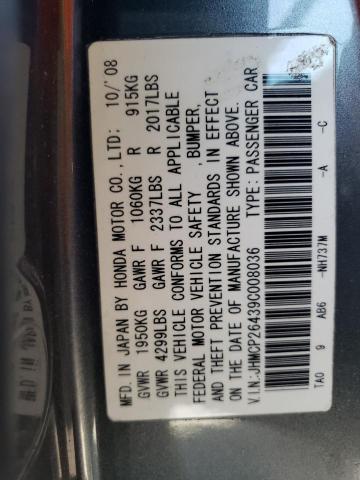 MFD. IN JAPAN BY HONDA MOTOR CO., LTD: 10/'08
GVWR 1950KG GAWR F 1060KG R 915KG
GVWR 4299LBS GAWR F 2337LBS R 2017LBS
THIS VEHICLE CONFORMS TO ALL APPLICABLE
FEDERAL MOTOR VEHICLE SAFETY ,BUMPER,
AND THEFT PREVENTION STANDARDS IN EFFECT
ON THE DATE OF MANUFACTURE SHOWN ABOVE.
V.I.N:JHMCP26439C008036 TYPE: PASSENGER CAR
TA0 9 AB6 -NH737M -A -C